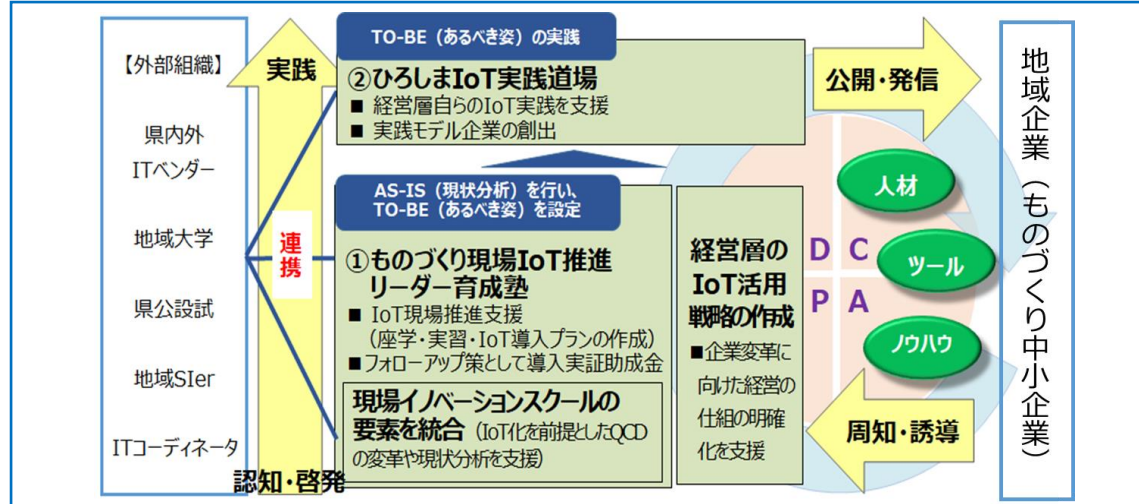 【外部組織】
県内外
ITベンダー
地域大学
県公設試
地域SIer
ITコーディネータ
実践
連携
認知・啓発
TO-BE（あるべき姿）の実践
②ひろしまIoT実践道場
■ 経営層自らのIoT実践を支援
■ 実践モデル企業の創出
AS-IS（現状分析）を行い、
TO-BE（あるべき姿）を設定
①ものづくり現場IoT推進
リーダー育成塾
■ IoT現場推進支援
（座学・実習・IoT導入プランの作成）
■フォローアップ策として導入実証助成金
現場イノベーションスクールの
要素を統合（IoT化を前提としたQCD
の変革や現状分析を支援）
経営層の
IoT活用
戦略の作成
■企業変革に
向けた経営の
仕組の明確
化を支援
公開・発信
D C
P A
人材
ツール
ノウハウ
周知・誘導
地域企業（ものづくり中小企業）